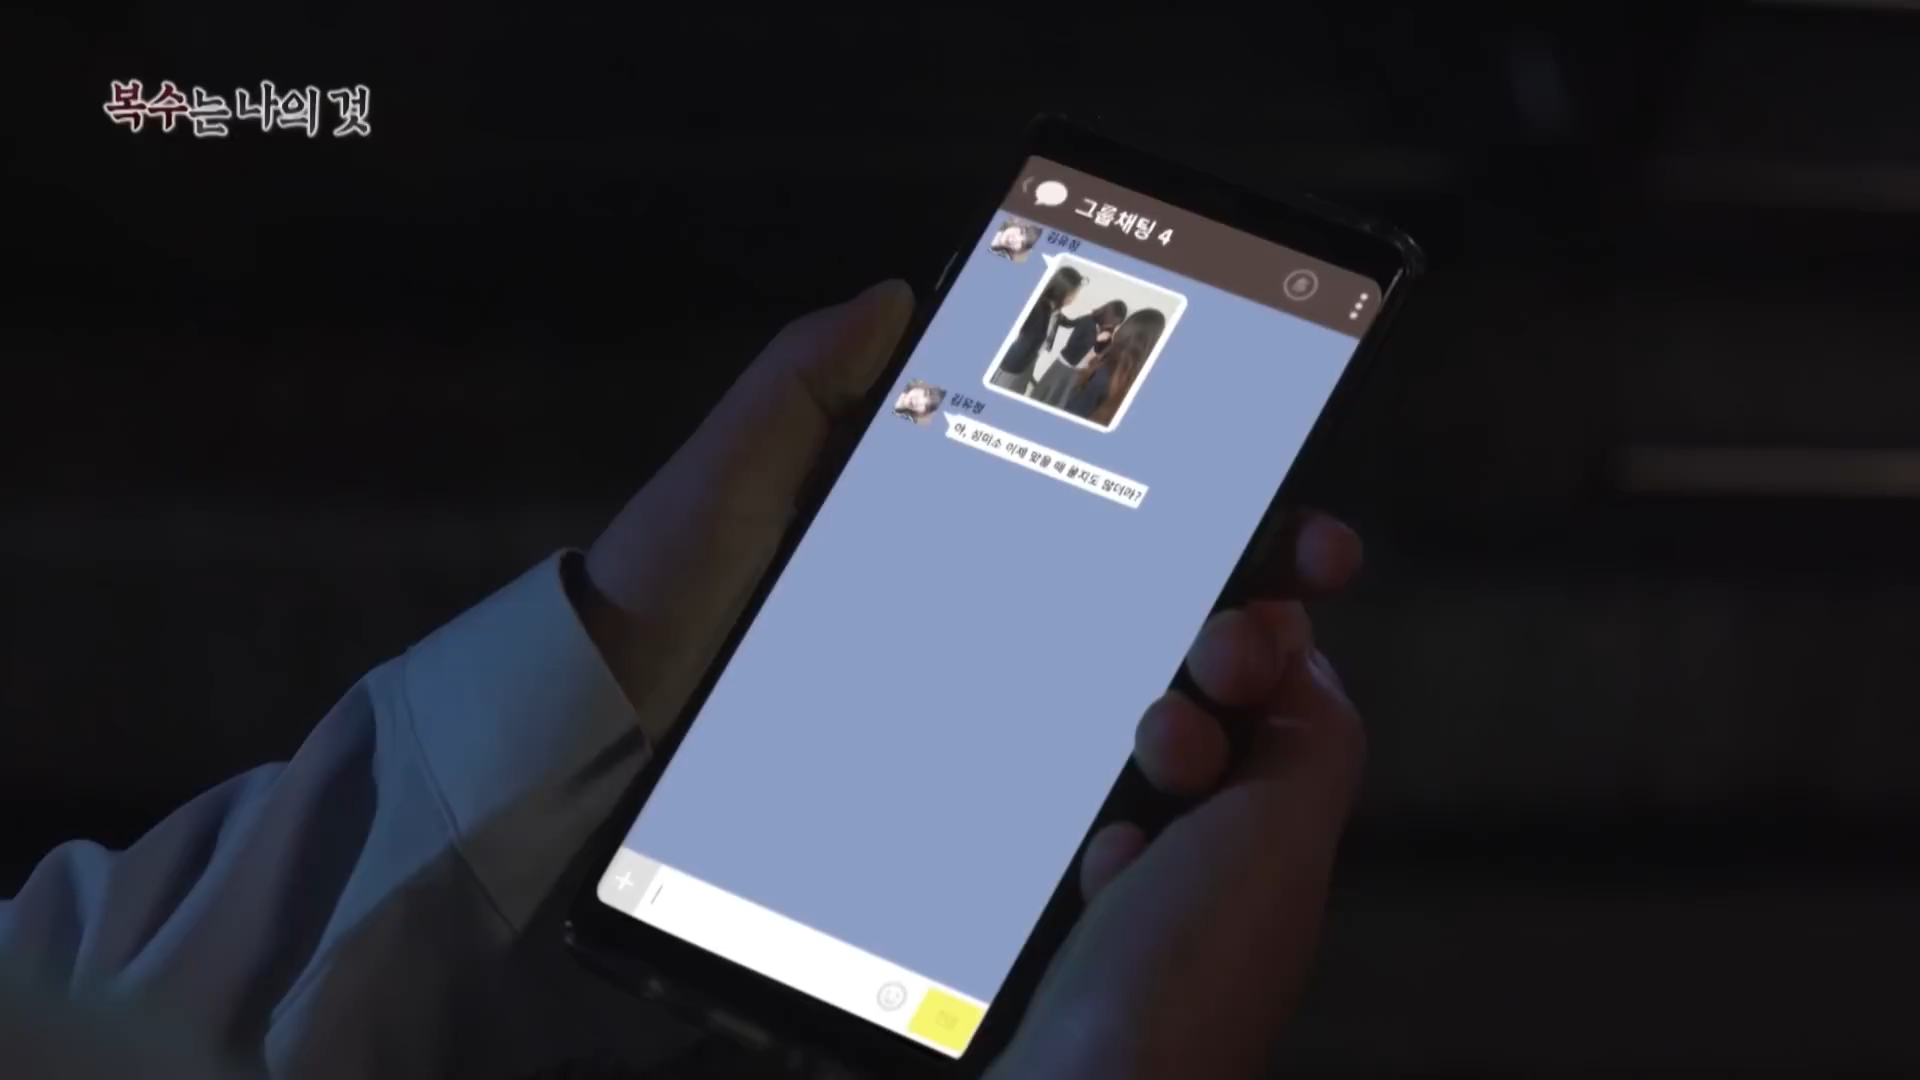 복수는 나의 것
그룹채팅 4
김유정
김유정
야, 심미소 이제 맞을 때 울지도 않더라?